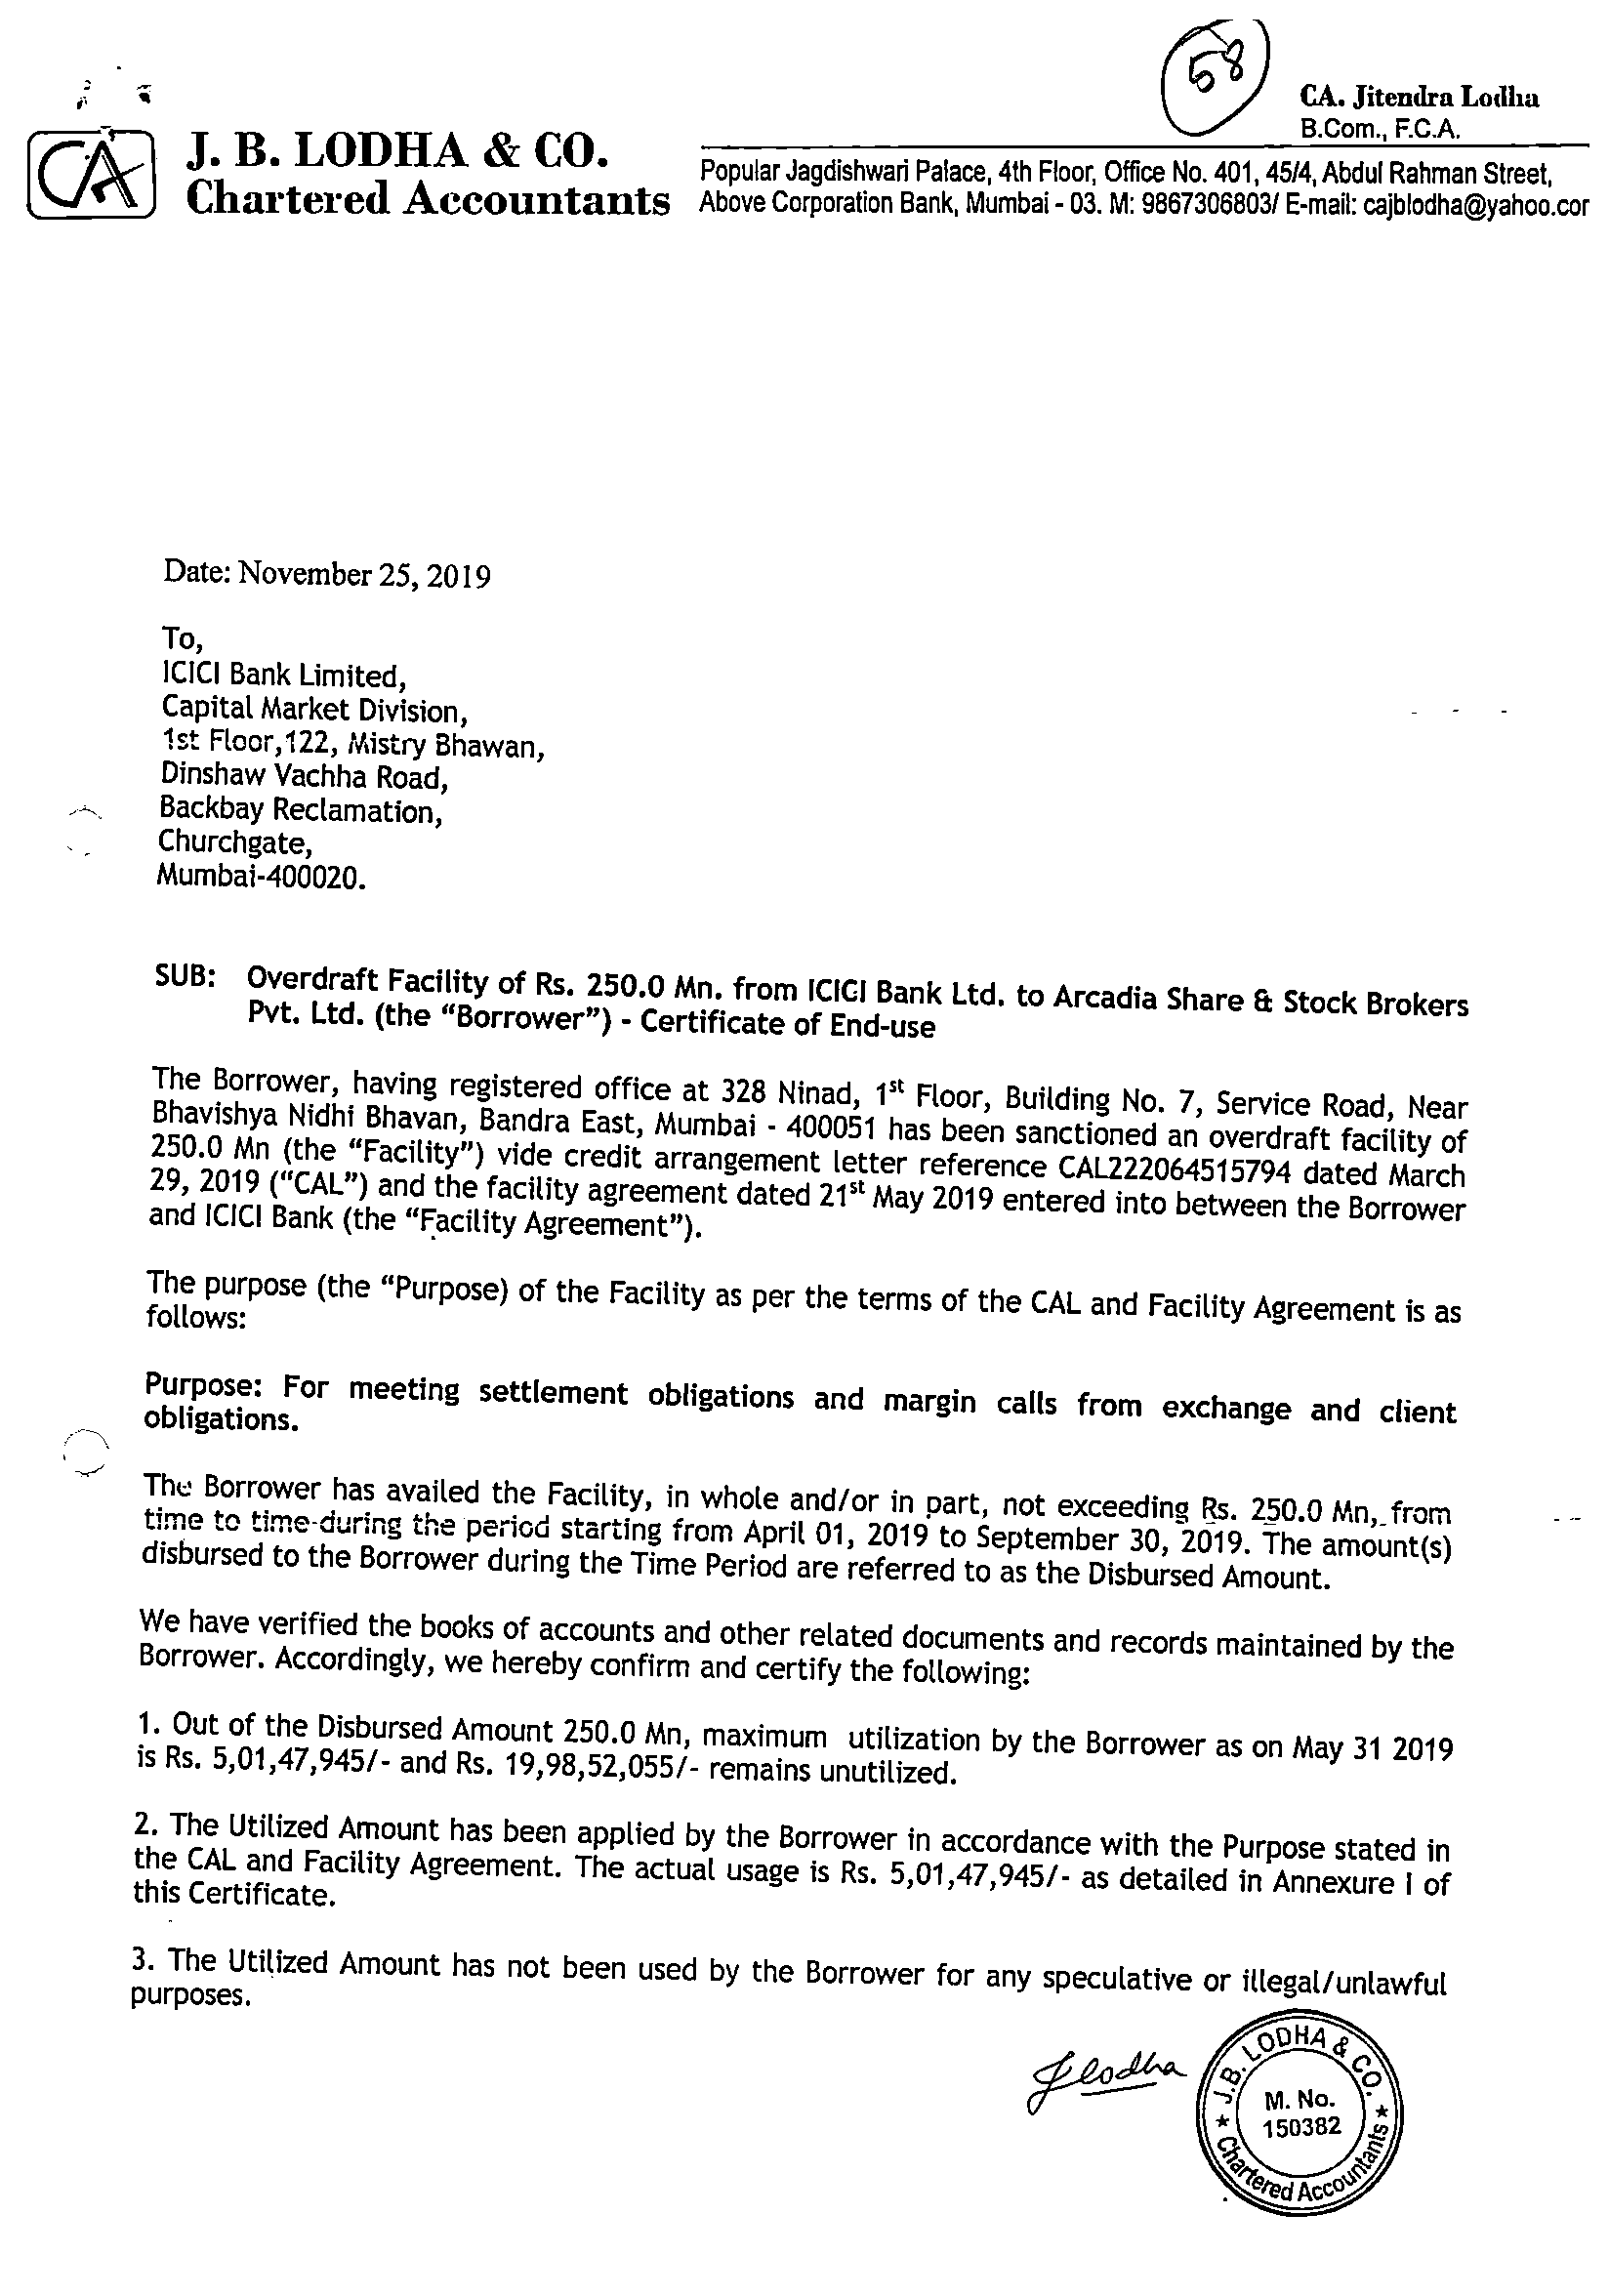 58
CA. Jitendra Lodha
B.Com., F.C.A.
CA
J. B. LODHA & CO.
Chartered Accountants
Popular Jagdishwari Palace, 4th Floor, Office No. 401, 45/4, Abdul Rahman Street,
Above Corporation Bank, Mumbai - 03. M: 9867306803/ E-mail: cajblodha@yahoo.cor
Date: November 25, 2019
To,
ICICI Bank Limited,
Capital Market Division,
1st Floor,122, Mistry Bhawan,
Dinshaw Vachha Road,
Backbay Reclamation,
Churchgate,
Mumbai-400020.
SUB: Overdraft Facility of Rs. 250.0 Mn. from ICICI Bank Ltd. to Arcadia Share & Stock Brokers
Pvt. Ltd. (the “Borrower”) - Certificate of End-use
The Borrower, having registered office at 328 Ninad, 1st Floor, Building No. 7, Service Road, Near
Bhavishya Nidhi Bhavan, Bandra East, Mumbai - 400051 has been sanctioned an overdraft facility of
250.0 Mn (the “Facility”) vide credit arrangement letter reference CAL222064515794 dated March
29, 2019 (“CAL”) and the facility agreement dated 21st May 2019 entered into between the Borrower
and ICICI Bank (the “Facility Agreement”).
The purpose (the “Purpose) of the Facility as per the terms of the CAL and Facility Agreement is as
follows:
Purpose: For meeting settlement obligations and margin calls from exchange and client
obligations.
The Borrower has availed the Facility, in whole and/or in part, not exceeding Rs. 250.0 Mn, from
time to time during the period starting from April 01, 2019 to September 30, 2019. The amount(s)
disbursed to the Borrower during the Time Period are referred to as the Disbursed Amount.
We have verified the books of accounts and other related documents and records maintained by the
Borrower. Accordingly, we hereby confirm and certify the following:
1. Out of the Disbursed Amount 250.0 Mn, maximum utilization by the Borrower as on May 31 2019
is Rs. 5,01,47,945/- and Rs. 19,98,52,055/- remains unutilized.
2. The Utilized Amount has been applied by the Borrower in accordance with the Purpose stated in
the CAL and Facility Agreement. The actual usage is Rs. 5,01,47,945/- as detailed in Annexure I of
this Certificate.
3. The Utilized Amount has not been used by the Borrower for any speculative or illegal/unlawful
purposes.
Jlodha
J.B. LODHA & CO.
M. No.
150382
★ Chartered Accountants ★